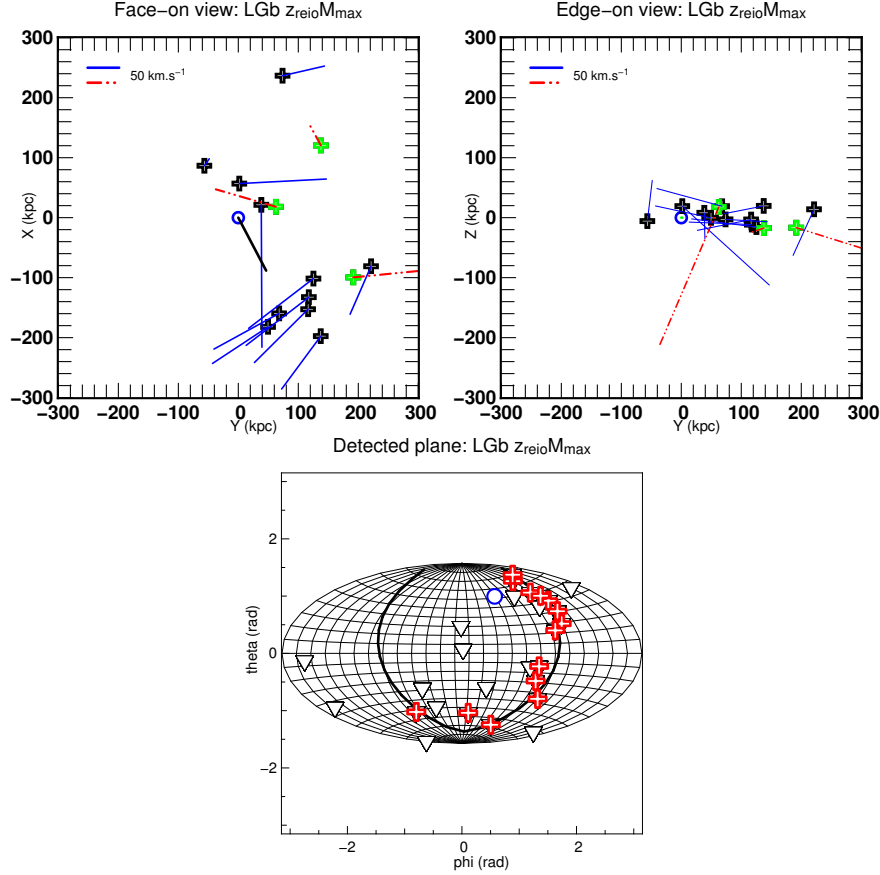 Face−on view: LGb z_reio M_max
300
200
100
0
−100
−200
−300
X (kpc)
50 km.s⁻¹
−300 −200 −100 0 100 200 300
Y (kpc)
Edge−on view: LGb z_reio M_max
300
200
100
0
−100
−200
−300
Z (kpc)
50 km.s⁻¹
−300 −200 −100 0 100 200 300
Y (kpc)
Detected plane: LGb z_reio M_max
2
0
−2
theta (rad)
−2 0 2
phi (rad)